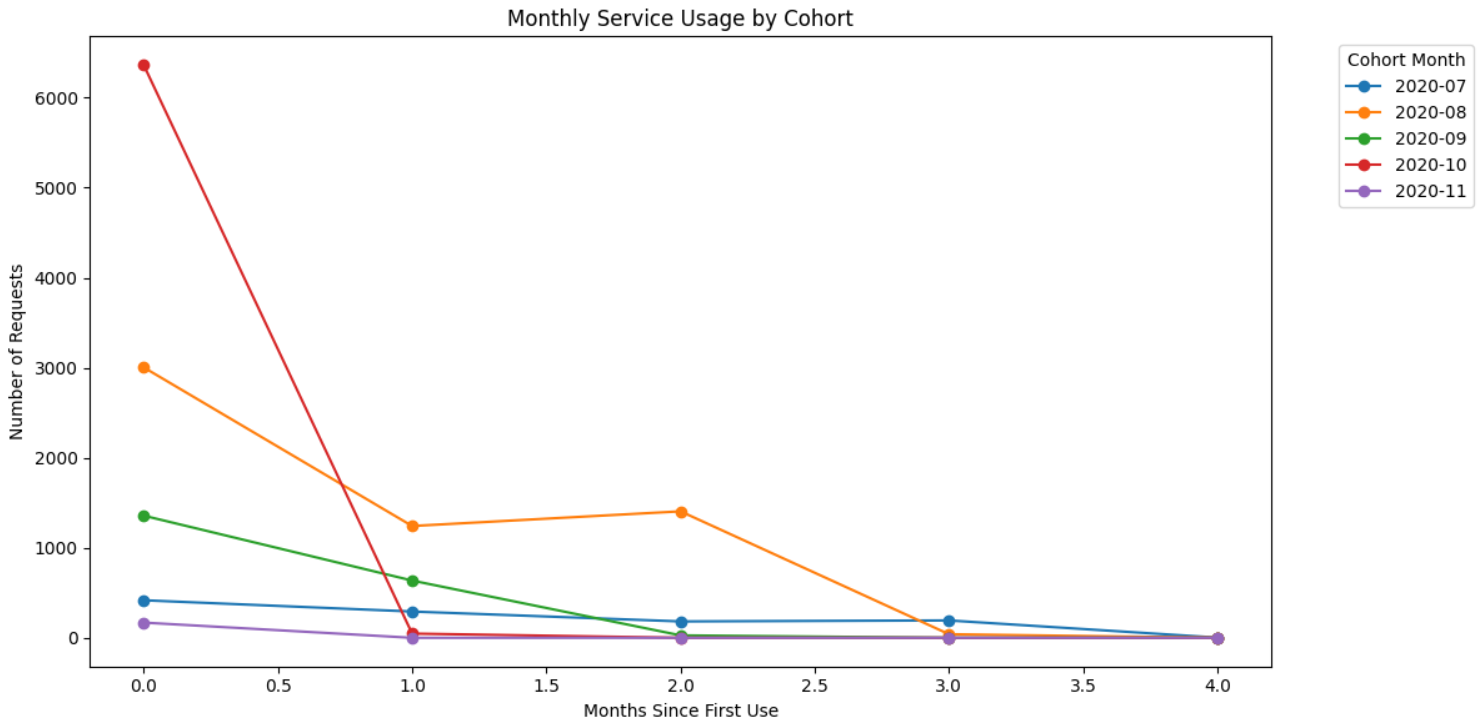 Monthly Service Usage by Cohort
Number of Requests
6000
5000
4000
3000
2000
1000
0
0.0 0.5 1.0 1.5 2.0 2.5 3.0 3.5 4.0
Months Since First Use
Cohort Month
2020-07
2020-08
2020-09
2020-10
2020-11